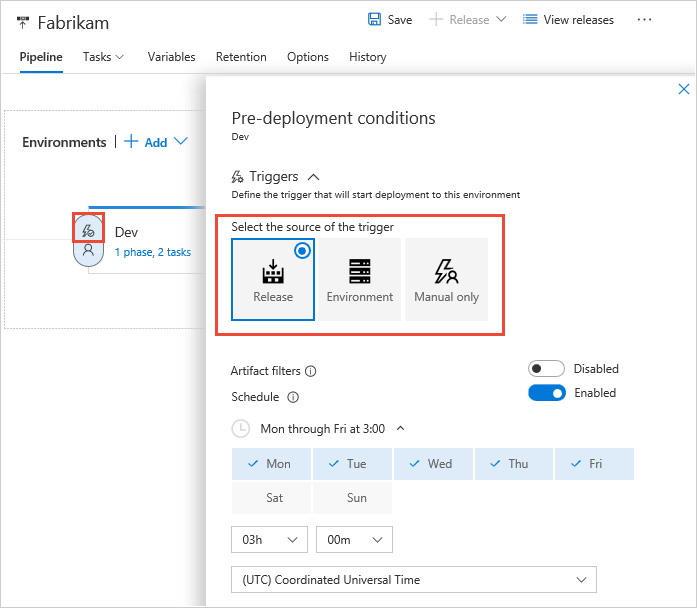 Fabrikam
Save
Release
View releases
Pipeline
Tasks
Variables
Retention
Options
History
Environments
Add
Dev
1 phase, 2 tasks
Pre-deployment conditions
Dev
Triggers
Define the trigger that will start deployment to this environment
Select the source of the trigger
Release
Environment
Manual only
Artifact filters
Disabled
Schedule
Enabled
Mon through Fri at 3:00
Mon
Tue
Wed
Thu
Fri
Sat
Sun
03h
00m
(UTC) Coordinated Universal Time